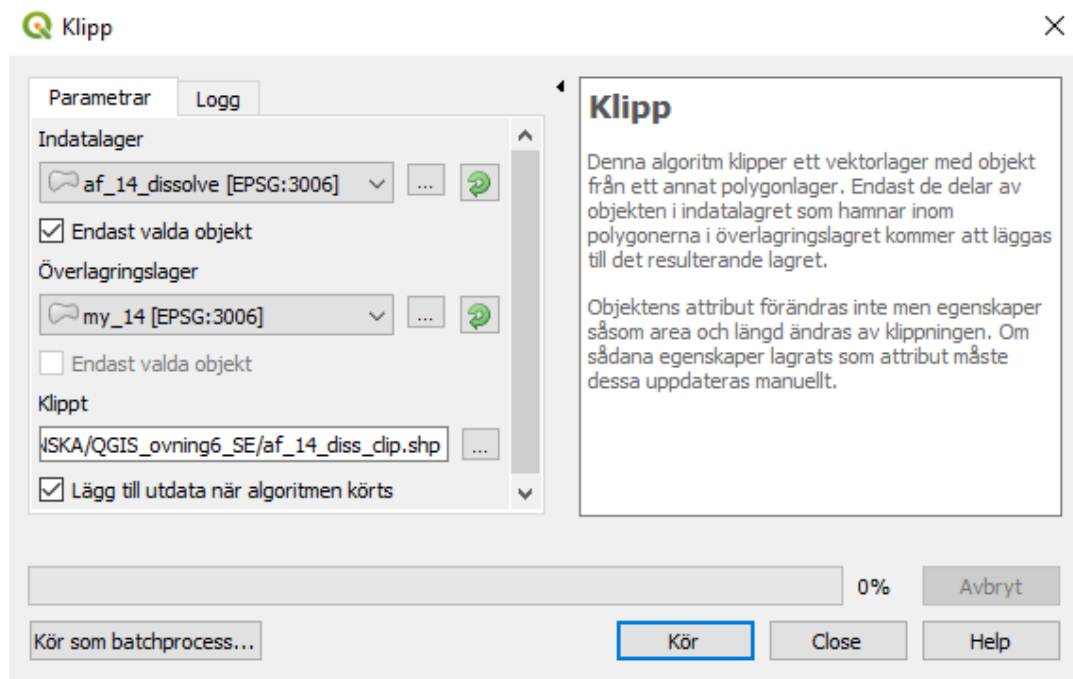 Klipp
Parametrar
Logg
Indatalager
af_14_dissolve [EPSG:3006]
...
Endast valda objekt
Överlagringslager
my_14 [EPSG:3006]
...
Endast valda objekt
Klippt
NSKA/QGIS_ovning6_SE/af_14_diss_clip.shp
...
Lägg till utdata när algoritmen körts
Klipp
Denna algoritm klipper ett vektorlager med objekt
från ett annat polygonlager. Endast de delar av
objekten i indatalagret som hamnar inom
polygonerna i överlagringslagret kommer att läggas
till det resulterande lagret.
Objektens attribut förändras inte men egenskaper
såsom area och längd ändras av klippningen. Om
sådana egenskaper lagrats som attribut måste
dessa uppdateras manuellt.
0%
Avbryt
Kör som batchprocess...
Kör
Close
Help